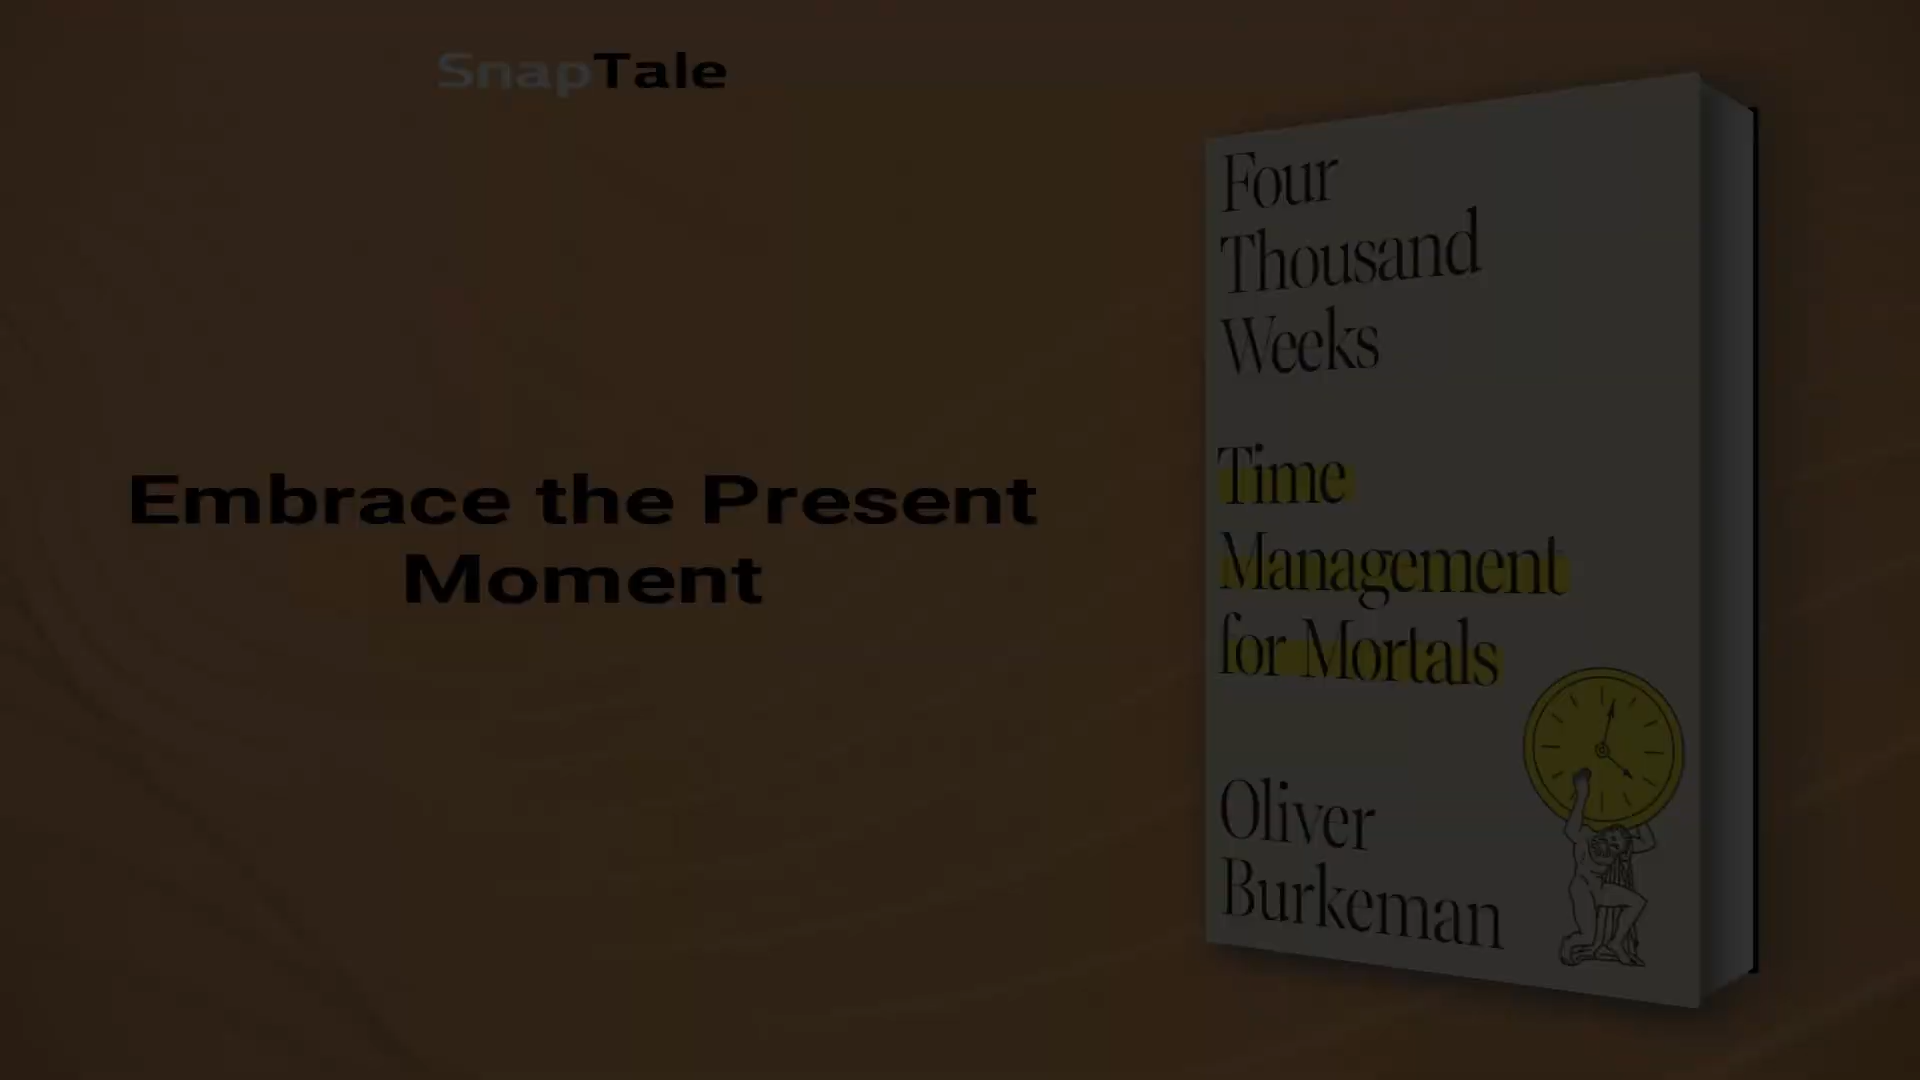 SnapTale
Embrace the Present
Moment
Four
Thousand
Weeks
Time
Management
for Mortals
Oliver
Burkeman